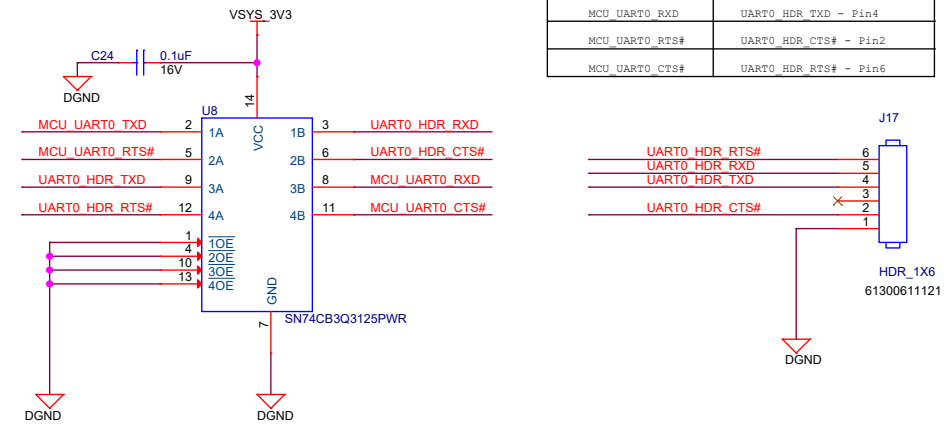 VSYS_3V3
MCU_UART0_RXD UART0_HDR_TXD - Pin4
MCU_UART0_RTS# UART0_HDR_CTS# - Pin2
MCU_UART0_CTS# UART0_HDR_RTS# - Pin6
C24 0.1uF
16V
DGND
14
U8
VCC
MCU_UART0_TXD 2 1A 1B 3 UART0_HDR_RXD
MCU_UART0_RTS# 5 2A 2B 6 UART0_HDR_CTS#
UART0_HDR_TXD 9 3A 3B 8 MCU_UART0_RXD
UART0_HDR_RTS# 12 4A 4B 11 MCU_UART0_CTS#
1 1OE
4 2OE
10 3OE
13 4OE
GND
7
SN74CB3Q3125PWR
DGND
DGND
J17
UART0_HDR_RTS# 6
UART0_HDR_RXD 5
UART0_HDR_TXD 4
3
UART0_HDR_CTS# 2
1
HDR_1X6
61300611121
DGND